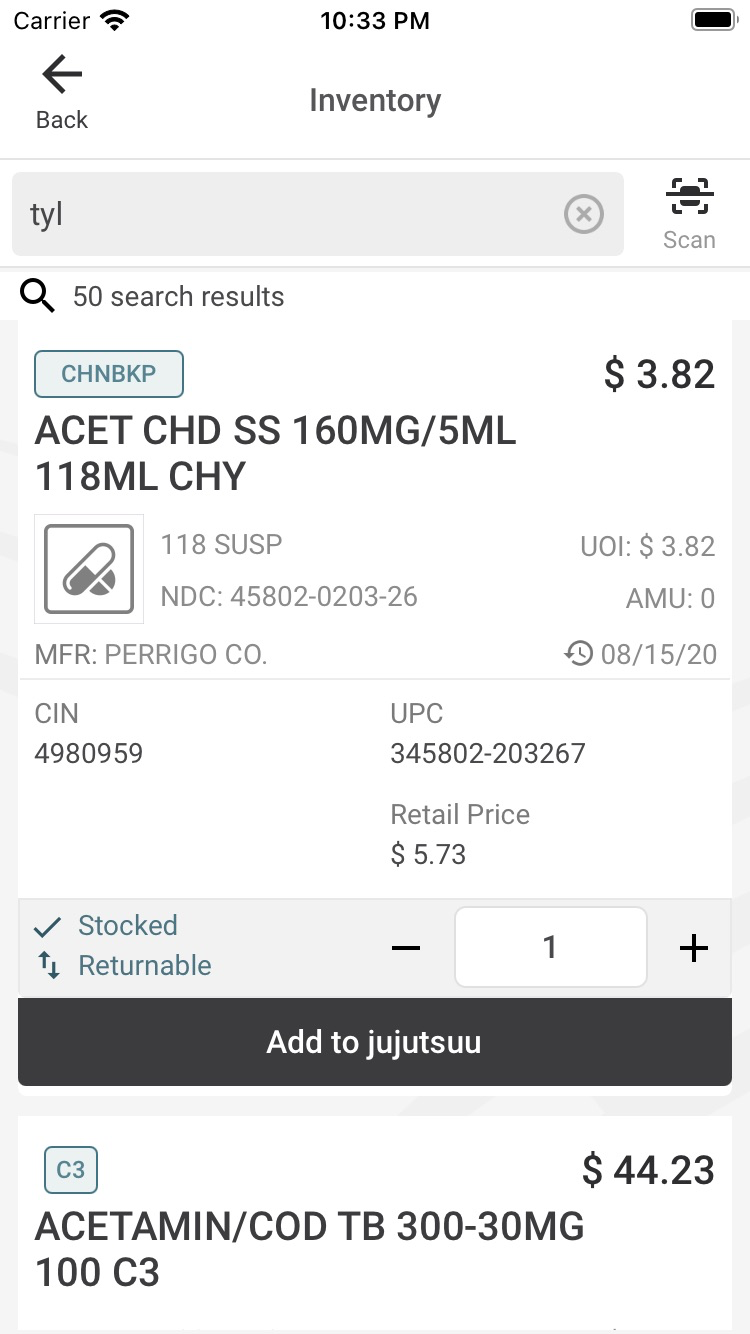 Carrier 10:33 PM
Back
Inventory
tyl
Scan
50 search results
CHNBKP $ 3.82
ACET CHD SS 160MG/5ML
118ML CHY
118 SUSP UOI: $ 3.82
NDC: 45802-0203-26 AMU: 0
MFR: PERRIGO CO. 08/15/20
CIN UPC
4980959 345802-203267
Retail Price
$ 5.73
Stocked
Returnable
1
Add to jujutsuu
C3 $ 44.23
ACETAMIN/COD TB 300-30MG
100 C3